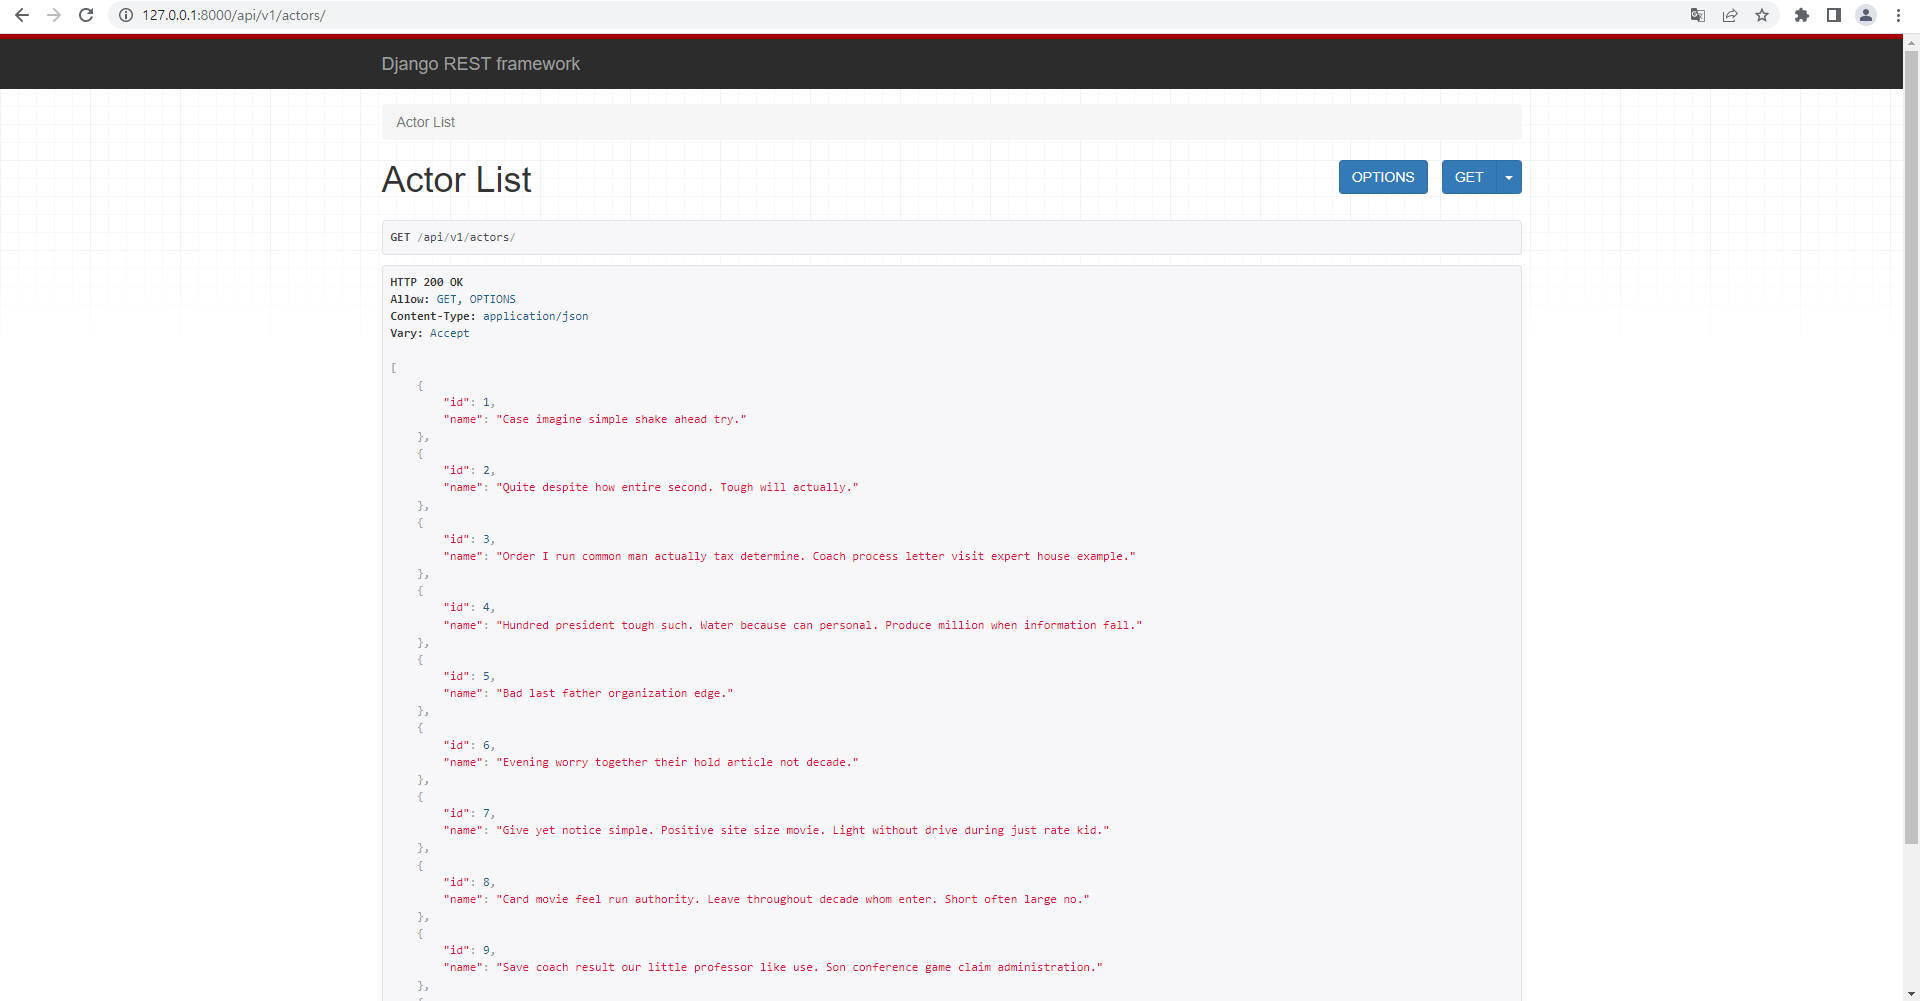 127.0.0.1:8000/api/v1/actors/
Django REST framework
Actor List
Actor List
OPTIONS
GET
GET /api/v1/actors/
HTTP 200 OK
Allow: GET, OPTIONS
Content-Type: application/json
Vary: Accept
[
    {
        "id": 1,
        "name": "Case imagine simple shake ahead try."
    },
    {
        "id": 2,
        "name": "Quite despite how entire second. Tough will actually."
    },
    {
        "id": 3,
        "name": "Order I run common man actually tax determine. Coach process letter visit expert house example."
    },
    {
        "id": 4,
        "name": "Hundred president tough such. Water because can personal. Produce million when information fall."
    },
    {
        "id": 5,
        "name": "Bad last father organization edge."
    },
    {
        "id": 6,
        "name": "Evening worry together their hold article not decade."
    },
    {
        "id": 7,
        "name": "Give yet notice simple. Positive site size movie. Light without drive during just rate kid."
    },
    {
        "id": 8,
        "name": "Card movie feel run authority. Leave throughout decade whom enter. Short often large no."
    },
    {
        "id": 9,
        "name": "Save coach result our little professor like use. Son conference game claim administration."
    },
    {